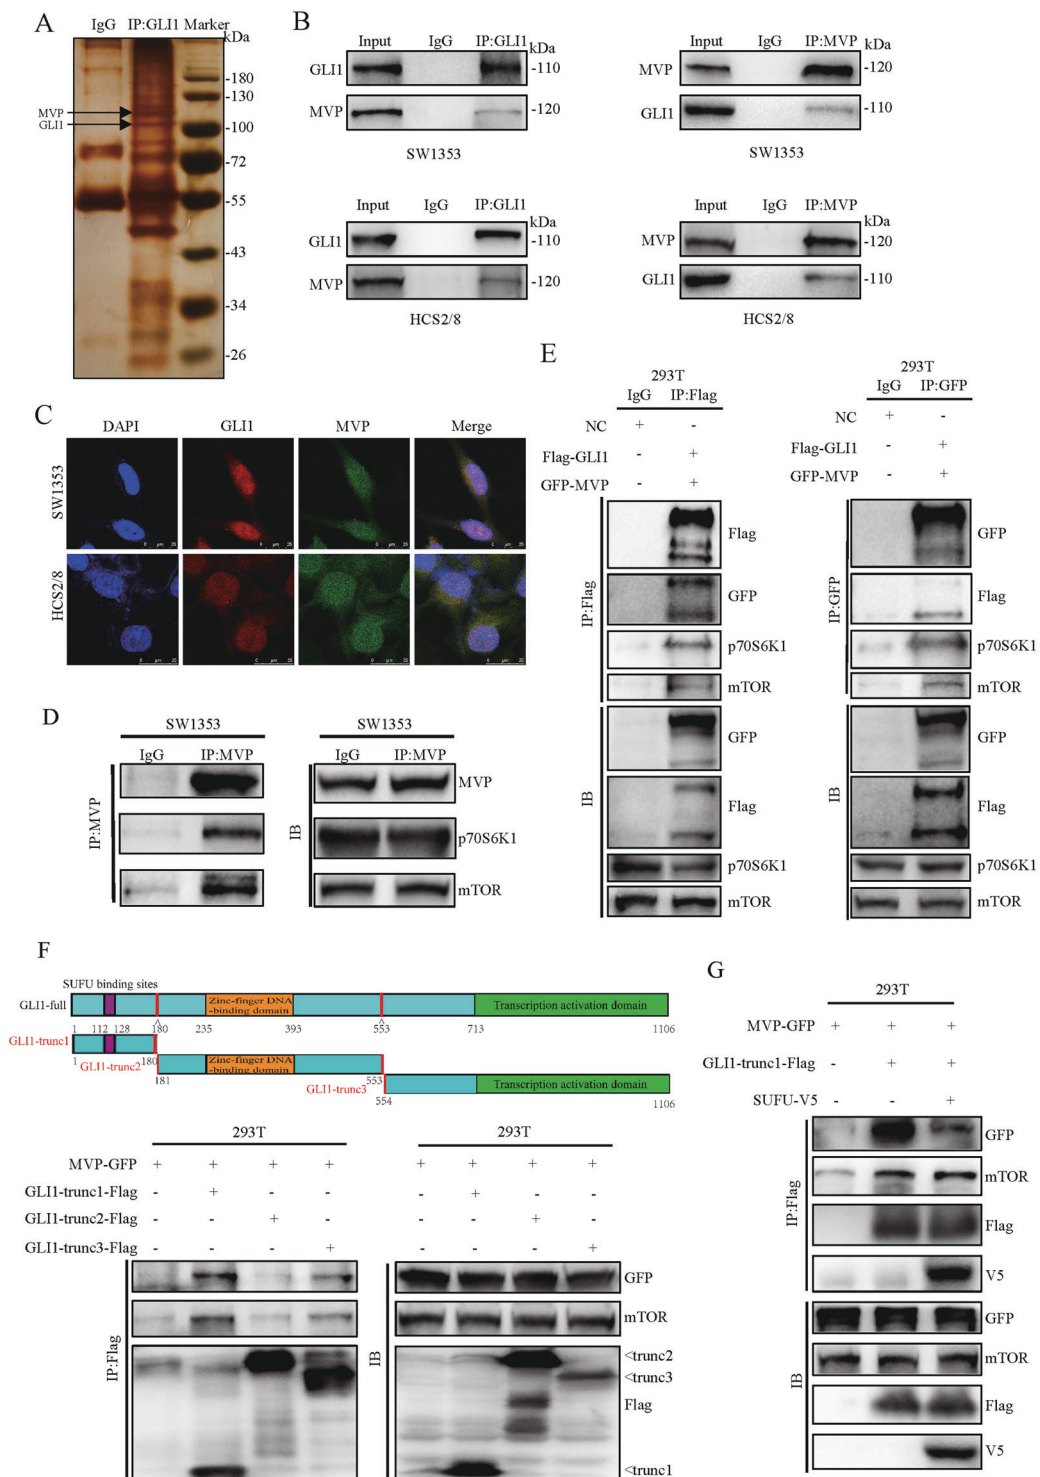 A
IgG IP:GLI1 Marker
kDa
-180
-130
MVP
GLI1
-100
-72
-55
-43
-34
-26
B
Input IgG IP:GLI1
kDa
GLI1 -110
MVP -120
SW1353
Input IgG IP:MVP
kDa
MVP -120
GLI1 -110
SW1353
Input IgG IP:GLI1
kDa
GLI1 -110
MVP -120
HCS2/8
Input IgG IP:MVP
kDa
MVP -120
GLI1 -110
HCS2/8
C
DAPI GLI1 MVP Merge
SW1353
HCS2/8
D
SW1353
IgG IP:MVP
IP:MVP
SW1353
IgG IP:MVP
IB
MVP
p70S6K1
mTOR
E
293T
IgG IP:Flag
NC + -
Flag-GLI1 - +
GFP-MVP - +
IP:Flag
Flag
GFP
p70S6K1
mTOR
IB
GFP
Flag
p70S6K1
mTOR
293T
IgG IP:GFP
NC + -
Flag-GLI1 - +
GFP-MVP - +
IP:GFP
GFP
Flag
p70S6K1
mTOR
IB
GFP
Flag
p70S6K1
mTOR
F
SUFU binding sites
GLI1-full
Zinc-finger DNA
-binding domain
Transcription activation domain
1 112 128 180 235 393 553 713 1106
GLI1-trunc1
1 180
GLI1-trunc2
Zinc-finger DNA
-binding domain
181 553
GLI1-trunc3
Transcription activation domain
554 1106
293T 293T
MVP-GFP + + + + + + + +
GLI1-trunc1-Flag - + - - - + - -
GLI1-trunc2-Flag - - + - - - + -
GLI1-trunc3-Flag - - - + - - - +
IP:Flag
IB
GFP
mTOR
<trunc2
<trunc3
Flag
<trunc1
G
293T
MVP-GFP + + +
GLI1-trunc1-Flag - + +
SUFU-V5 - - +
IP:Flag
GFP
mTOR
Flag
V5
IB
GFP
mTOR
Flag
V5